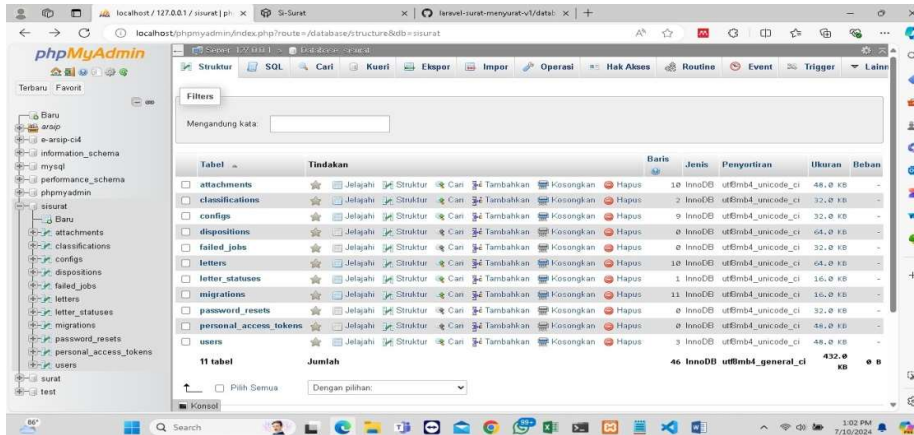 localhost / 127.0.0.1 / sisurat | ph
Si-Surat
laravel-surat-menyurat-v1/datab
localhost/phpmyadmin/index.php?route=/database/structure&db=sisurat
phpMyAdmin
Terbaru Favorit
Baru
arsip
e-arsip-ci4
information_schema
mysql
performance_schema
phpmyadmin
sisurat
Baru
attachments
classifications
configs
dispositions
failed_jobs
letters
letter_statuses
migrations
password_resets
personal_access_tokens
users
surat
test
Server: 127.0.0.1 » Database: sisurat
Struktur SQL Cari Kueri Ekspor Impor Operasi Hak Akses Routine Event Trigger Lainn
Filters
Mengandung kata:
Tabel Tindakan Baris Jenis Penyortiran Ukuran Beban
attachments Jelajahi Struktur Cari Tambahkan Kosongkan Hapus 10 InnoDB utf8mb4_unicode_ci 48.0 KB -
classifications Jelajahi Struktur Cari Tambahkan Kosongkan Hapus 2 InnoDB utf8mb4_unicode_ci 32.0 KB -
configs Jelajahi Struktur Cari Tambahkan Kosongkan Hapus 9 InnoDB utf8mb4_unicode_ci 32.0 KB -
dispositions Jelajahi Struktur Cari Tambahkan Kosongkan Hapus 0 InnoDB utf8mb4_unicode_ci 64.0 KB -
failed_jobs Jelajahi Struktur Cari Tambahkan Kosongkan Hapus 0 InnoDB utf8mb4_unicode_ci 32.0 KB -
letters Jelajahi Struktur Cari Tambahkan Kosongkan Hapus 10 InnoDB utf8mb4_unicode_ci 64.0 KB -
letter_statuses Jelajahi Struktur Cari Tambahkan Kosongkan Hapus 1 InnoDB utf8mb4_unicode_ci 16.0 KB -
migrations Jelajahi Struktur Cari Tambahkan Kosongkan Hapus 11 InnoDB utf8mb4_unicode_ci 16.0 KB -
password_resets Jelajahi Struktur Cari Tambahkan Kosongkan Hapus 0 InnoDB utf8mb4_unicode_ci 32.0 KB -
personal_access_tokens Jelajahi Struktur Cari Tambahkan Kosongkan Hapus 0 InnoDB utf8mb4_unicode_ci 48.0 KB -
users Jelajahi Struktur Cari Tambahkan Kosongkan Hapus 3 InnoDB utf8mb4_unicode_ci 48.0 KB -
11 tabel Jumlah 46 InnoDB utf8mb4_general_ci 432.0 KB 0 B
Pilih Semua Dengan pilihan:
Konsol
86°
Search
99+
1:02 PM
7/10/2024